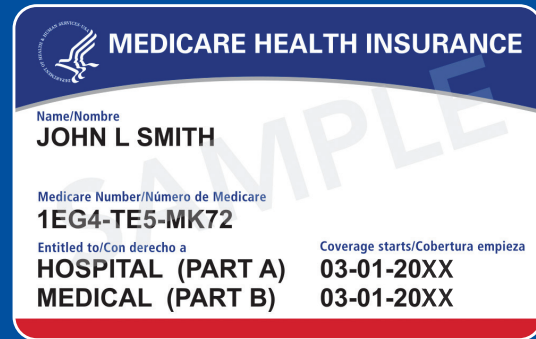 MEDICARE HEALTH INSURANCE
Name/Nombre
JOHN L SMITH
Medicare Number/Número de Medicare
1EG4-TE5-MK72
Entitled to/Con derecho a Coverage starts/Cobertura empieza
HOSPITAL (PART A) 03-01-20XX
MEDICAL (PART B) 03-01-20XX
SAMPLE